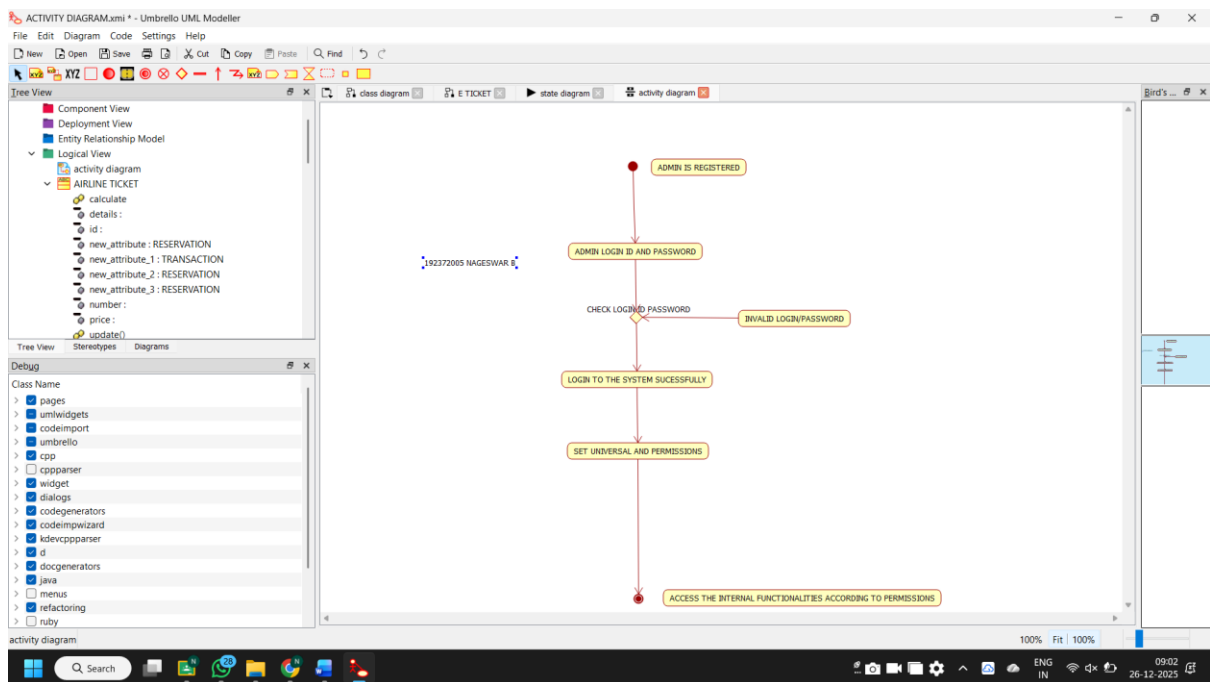 ACTIVITY DIAGRAM.xmi * - Umbrello UML Modeller
File Edit Diagram Code Settings Help
New Open Save Cut Copy Paste Find
XYZ XYZ XYZ XYZ
Tree View
class diagram E TICKET state diagram activity diagram
Bird's ...
Component View
Deployment View
Entity Relationship Model
Logical View
activity diagram
AIRLINE TICKET
calculate
details :
id :
new_attribute : RESERVATION
new_attribute_1 : TRANSACTION
new_attribute_2 : RESERVATION
new_attribute_3 : RESERVATION
number :
price :
update()
Tree View Stereotypes Diagrams
Debug
Class Name
pages
umlwidgets
codeimport
umbrello
cpp
cppparser
widget
dialogs
codegenerators
codeimpwizard
kdevcppparser
d
docgenerators
java
menus
refactoring
ruby
ADMIN IS REGISTERED
ADMIN LOGIN ID AND PASSWORD
192372005 NAGESWAR B
CHECK LOGIN ID PASSWORD
INVALID LOGIN/PASSWORD
LOGIN TO THE SYSTEM SUCESSFULLY
SET UNIVERSAL AND PERMISSIONS
ACCESS THE INTERNAL FUNCTIONALITIES ACCORDING TO PERMISSIONS
activity diagram
100% Fit 100%
Search
28
ENG
IN
09:02
26-12-2025